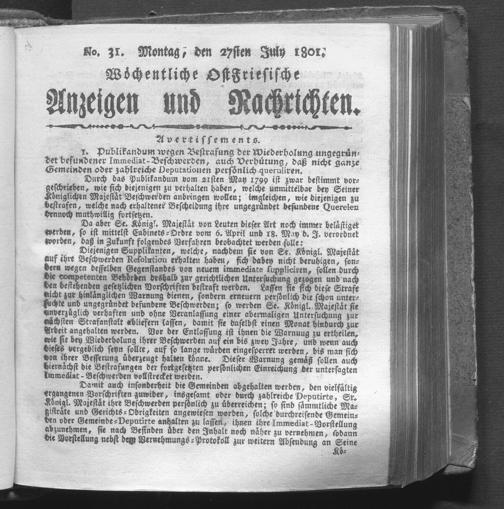 No. 31. Montag, den 27sten July 1801.
Wöchentliche OstFriesische
Anzeigen und Nachrichten.
Avertissements.
1. Publikandum wegen Bestrafung der Wiederholung ungegrün-
det befundener Immediat-Beschwerden, auch Verhütung, daß nicht ganze
Gemeinden oder zahlreiche Deputationen persönlich queruliren.
Durch das Publikandum vom 21sten May 1799 ist zwar bestimmt vor-
geschrieben, wie sich diejenigen zu verhalten haben, welche unmittelbar bey Seiner
Königlichen Majestät Beschwerden anbringen wollen; imgleichen, wie diejenigen zu
bestrafen, welche nach erhaltener Bescheidung ihre ungegründet befundene Querelen
dennoch muthwillig fortsetzen.
Da aber Se. Königl. Majestät von Leuten dieser Art noch immer belästiget
werden, so ist mittelst Cabinets-Ordre vom 6. April und 18. May d. J. verordnet
worden, daß in Zukunft folgendes Verfahren beobachtet werden solle:
Diejenigen Supplikanten, welche, nachdem sie von Sr. Königl. Majestät
auf ihre Beschwerden Resolution erhalten haben, sich dabey nicht beruhigen, son-
dern wegen desselben Gegenstandes von neuem immediate suppliciren, sollen durch
die competenten Behörden deshalb zur gerichtlichen Untersuchung gezogen und nach
den bestehenden gesetzlichen Vorschriften bestraft werden. Lassen sie sich diese Strafe
nicht zur hinlänglichen Warnung dienen, sondern erneuern persönlich die schon unter-
suchte und ungegründet befundene Beschwerden; so werden Se. Königl. Majestät sie
unverzüglich verhaften und ohne Veranlassung einer abermaligen Untersuchung zur
nächsten Strafanstalt abliefern lassen, damit sie daselbst einen Monat hindurch zur
Arbeit angehalten werden. Vor der Entlassung ist ihnen die Warnung zu ertheilen,
wie sie bey Wiederholung ihrer Beschwerden auf ein bis zwey Jahre, und wenn auch
dieses vergeblich seyn sollte, auf so lange würden eingesperret werden, bis man sich
von ihrer Besserung überzeugt halten könne. Dieser Warnung gemäß sollen auch
hiernächst die Bestrafungen der fortgesetzten persönlichen Einreichung der untersagten
Immediat-Beschwerden vollstrecket werden.
Damit auch insonderheit die Gemeinden abgehalten werden, den vielfältig
ergangenen Vorschriften zuwider, insgesamt oder durch zahlreiche Deputirte, Sr.
Königl. Majestät ihre Beschwerden persönlich zu überreichen; so sind sämmtliche Ma-
gisträte und Gerichts-Obrigkeiten angewiesen worden, solche durchreisende Gemein-
den oder Gemeinde-Deputirte anhalten zu lassen, ihnen ihre Immediat-Vorstellung
abzunehmen, sie nach Befinden über den Inhalt noch näher zu vernehmen, sodann
die Vorstellung nebst dem Vernehmungs-Protokoll zur weitern Absendung an Seine
Kö-